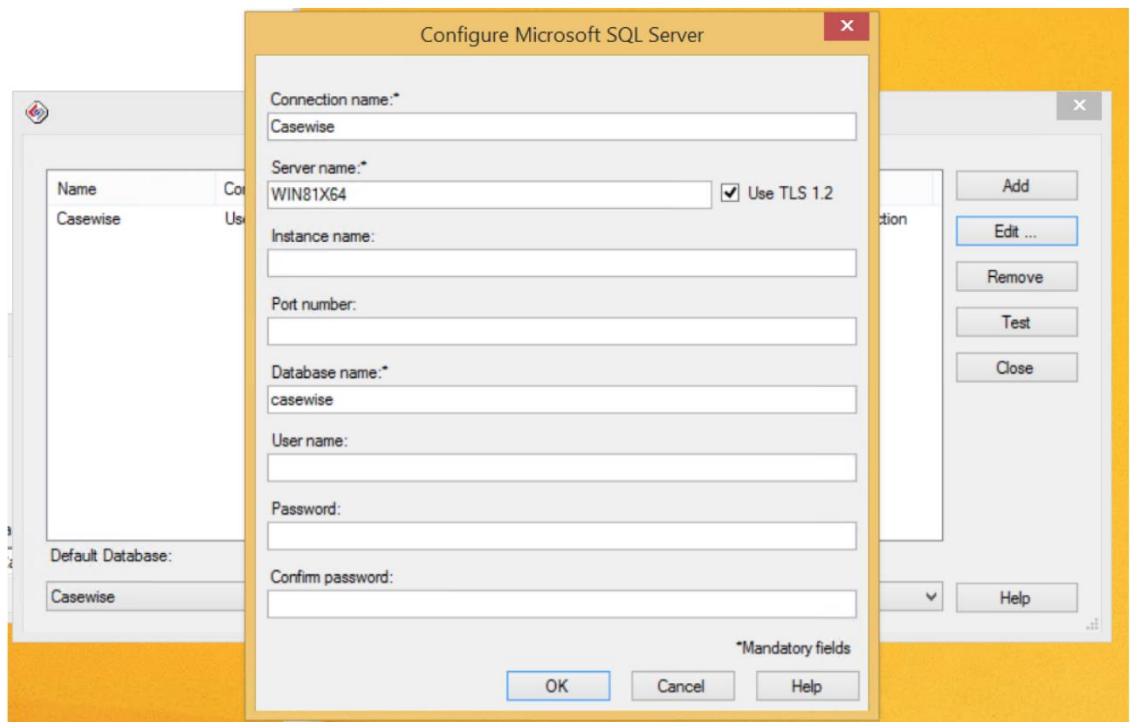 Configure Microsoft SQL Server
Connection name:*
Casewise
Server name:*
WIN81X64
Use TLS 1.2
Instance name:
Port number:
Database name:*
casewise
User name:
Password:
Confirm password:
*Mandatory fields
OK
Cancel
Help
Name
Casewise
Default Database:
Casewise
Add
Edit ...
Remove
Test
Close
Help